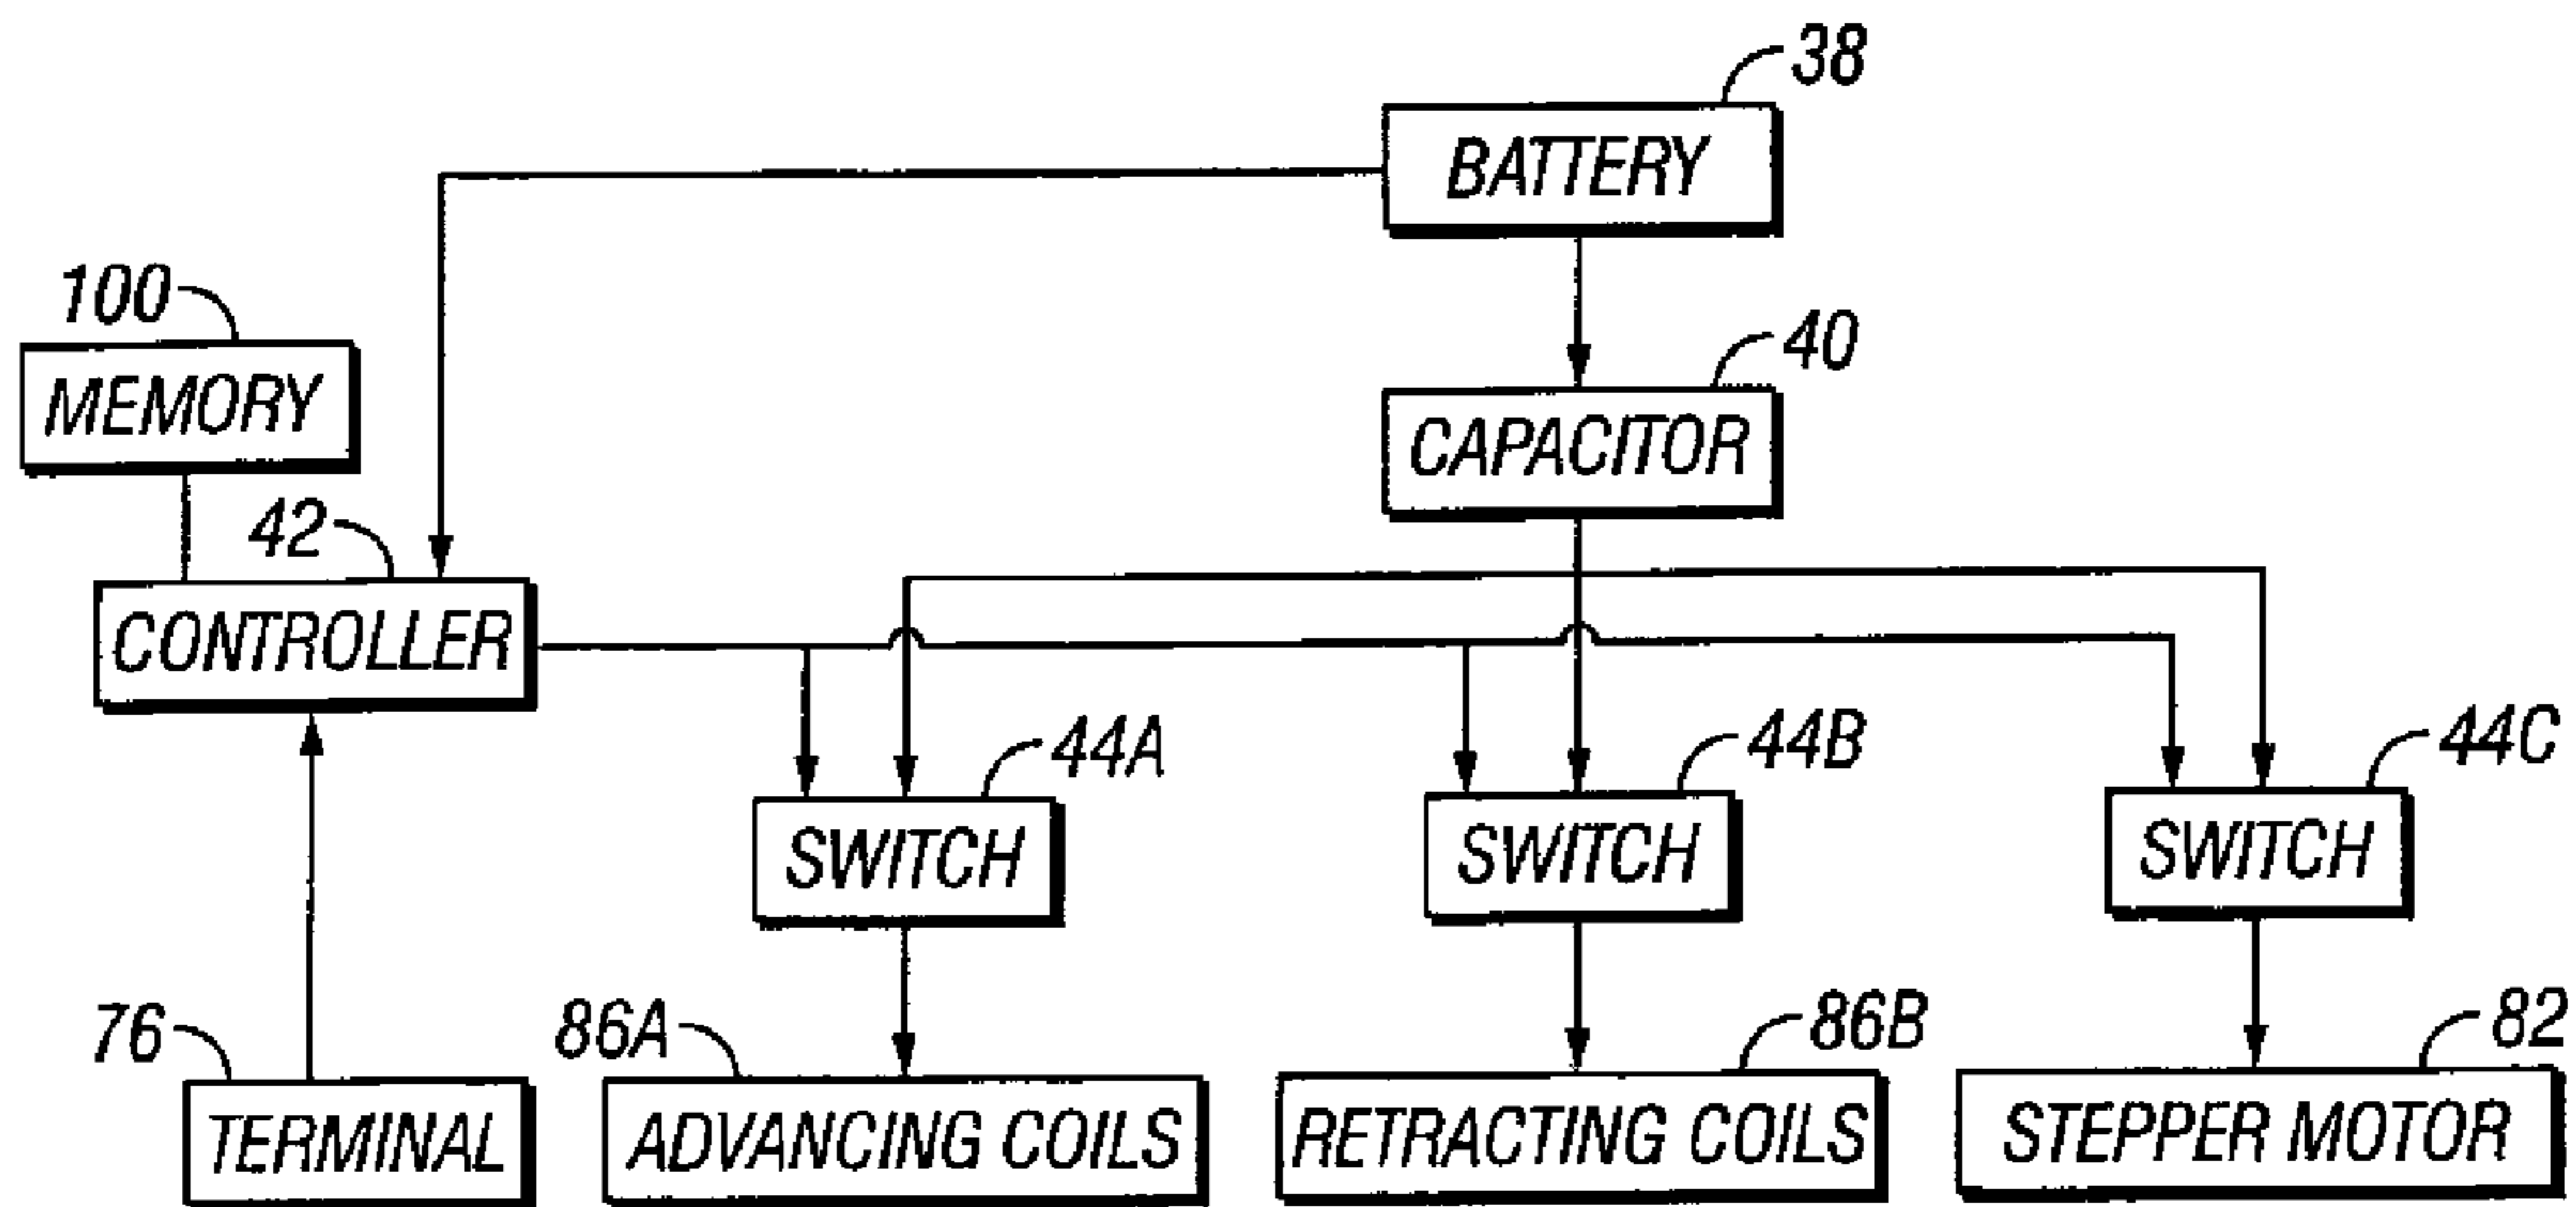 38
BATTERY
100
MEMORY
40
CAPACITOR
42
CONTROLLER
44A
SWITCH
44B
SWITCH
44C
SWITCH
76
TERMINAL
86A
ADVANCING COILS
86B
RETRACTING COILS
82
STEPPER MOTOR